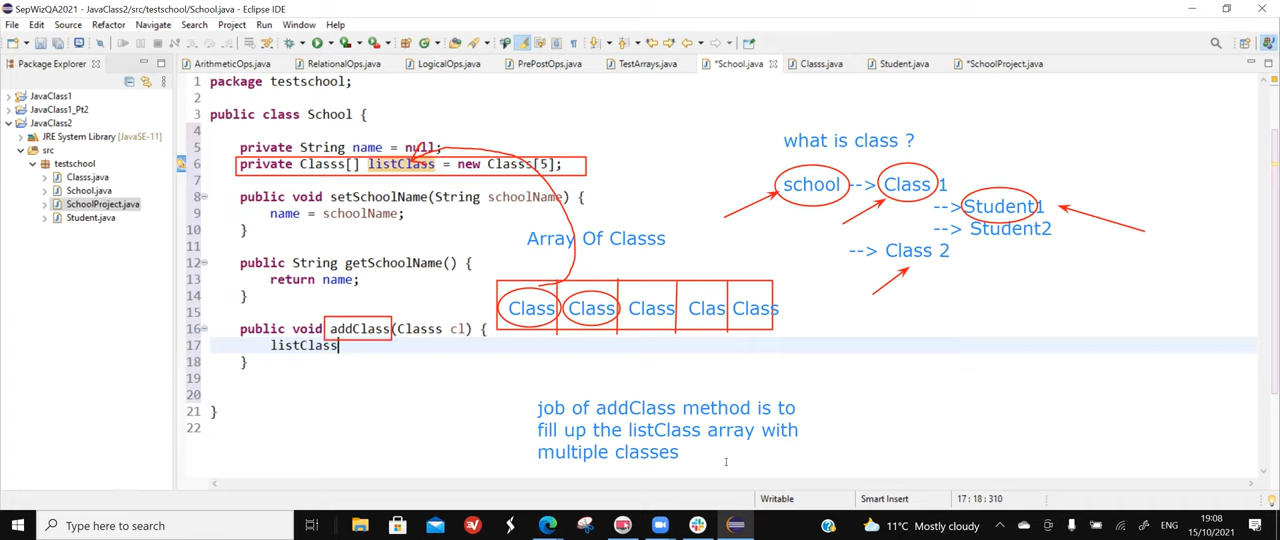 SepWizQA2021 - JavaClass2/src/testschool/School.java - Eclipse IDE
File Edit Source Refactor Navigate Search Project Run Window Help
Package Explorer
ArithmeticOps.java RelationalOps.java LogicalOps.java PrePostOps.java TestArrays.java *School.java Classs.java Student.java *SchoolProject.java
JavaClass1
JavaClass1_Pt2
JavaClass2
JRE System Library [JavaSE-11]
src
testschool
Classs.java
School.java
SchoolProject.java
Student.java
1 package testschool;
2
3 public class School {
4
5 private String name = null;
6 private Classs[] listClass = new Classs[5];
7
8 public void setSchoolName(String schoolName) {
9 name = schoolName;
10 }
11
12 public String getSchoolName() {
13 return name;
14 }
15
16 public void addClass(Classs cl) {
17 listClass
18 }
19
20
21 }
22
what is class ?
school --> Class 1
-->Student1
--> Student2
--> Class 2
Array Of Classs
Class Class Class Clas Class
job of addClass method is to
fill up the listClass array with
multiple classes
Writable Smart Insert 17 : 18 : 310
Type here to search
11°C Mostly cloudy
ENG
19:08
15/10/2021